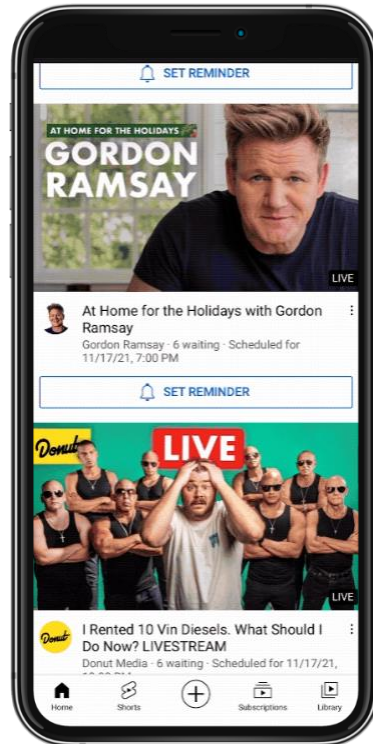 SET REMINDER
AT HOME FOR THE HOLIDAYS
GORDON
RAMSAY
LIVE
At Home for the Holidays with Gordon
Ramsay
Gordon Ramsay · 6 waiting · Scheduled for
11/17/21, 7:00 PM
SET REMINDER
Donut
LIVE
LIVE
Donut
I Rented 10 Vin Diesels. What Should I
Do Now? LIVESTREAM
Donut Media · 6 waiting · Scheduled for 11/17/21,
Home
Shorts
Subscriptions
Library